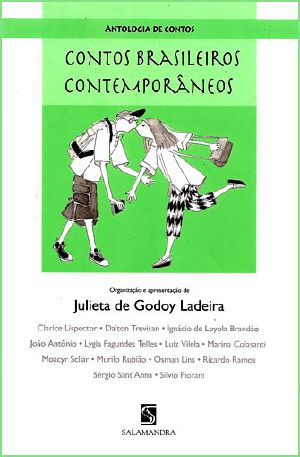 ANTOLOGIA DE CONTOS
CONTOS BRASILEIROS
CONTEMPORÂNEOS
Organização e apresentação de
Julieta de Godoy Ladeira
Clarice Lispector • Dalton Trevisan • Ignácio de Loyola Brandão
João Antônio • Lygia Fagundes Telles • Luiz Vilela • Marina Colasanti
Moacyr Scliar • Murilo Rubião • Osman Lins • Ricardo Ramos
Sérgio Sant'Anna • Silvio Fiorani
SALAMANDRA